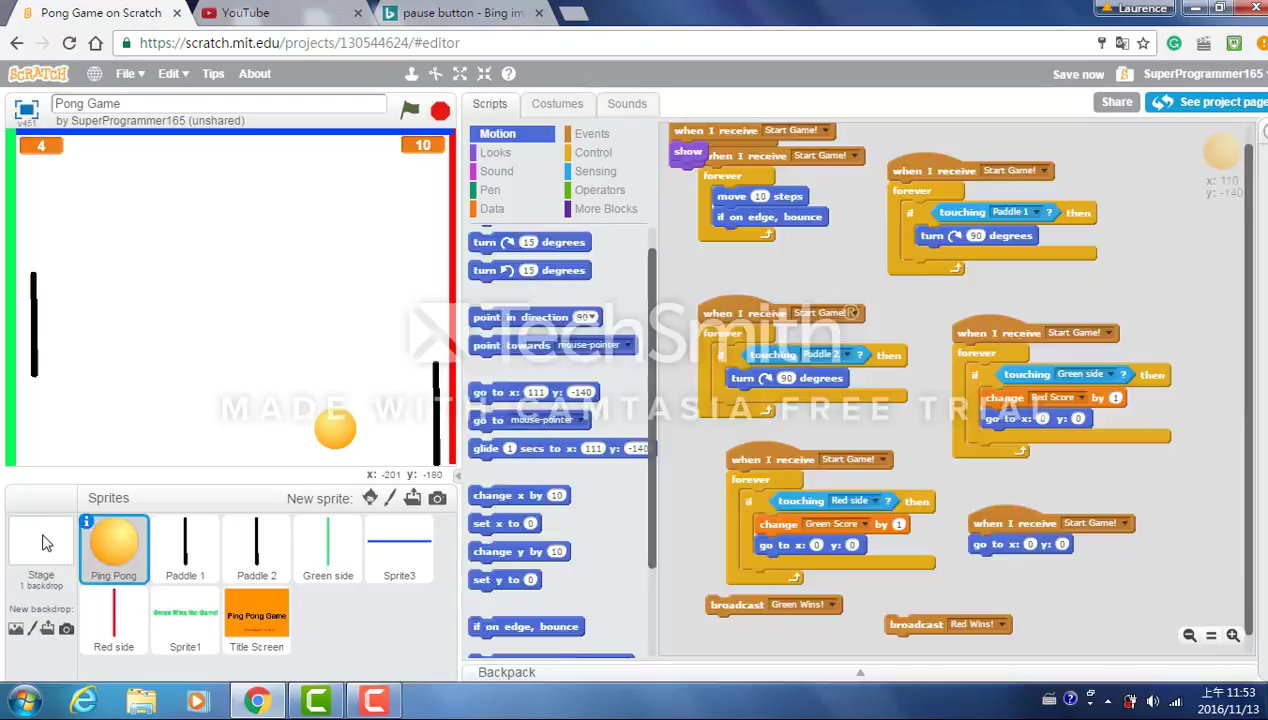 Pong Game on Scratch
YouTube
pause button - Bing im
Laurence
https://scratch.mit.edu/projects/130544624/#editor
SCRATCH
File
Edit
Tips
About
Save now
SuperProgrammer165
Pong Game
by SuperProgrammer165 (unshared)
v451
Scripts
Costumes
Sounds
Share
See project page
4
10
Motion
Events
Looks
Control
Sound
Sensing
Pen
Operators
Data
More Blocks
turn 15 degrees
turn 15 degrees
point in direction 90
point towards mouse-pointer
go to x: 111 y: -140
go to mouse-pointer
glide 1 secs to x: 111 y: -140
change x by 10
set x to 0
change y by 10
set y to 0
if on edge, bounce
when I receive Start Game!
show
when I receive Start Game!
forever
move 10 steps
if on edge, bounce
when I receive Start Game!
forever
if touching Paddle 1 ? then
turn 90 degrees
x: 110
y: -140
when I receive Start Game!
forever
if touching Paddle 2 ? then
turn 90 degrees
when I receive Start Game!
forever
if touching Green side ? then
change Red Score by 1
go to x: 0 y: 0
when I receive Start Game!
forever
if touching Red side ? then
change Green Score by 1
go to x: 0 y: 0
when I receive Start Game!
go to x: 0 y: 0
broadcast Green Wins!
broadcast Red Wins!
TechSmith®
MADE WITH CAMTASIA FREE TRIAL
x: -201 y: -180
Sprites
New sprite:
Stage
1 backdrop
New backdrop:
Ping Pong
Paddle 1
Paddle 2
Green side
Sprite3
Red side
Green Wins the Game!
Sprite1
Ping Pong Game
Title Screen
Backpack
上午 11:53
2016/11/13